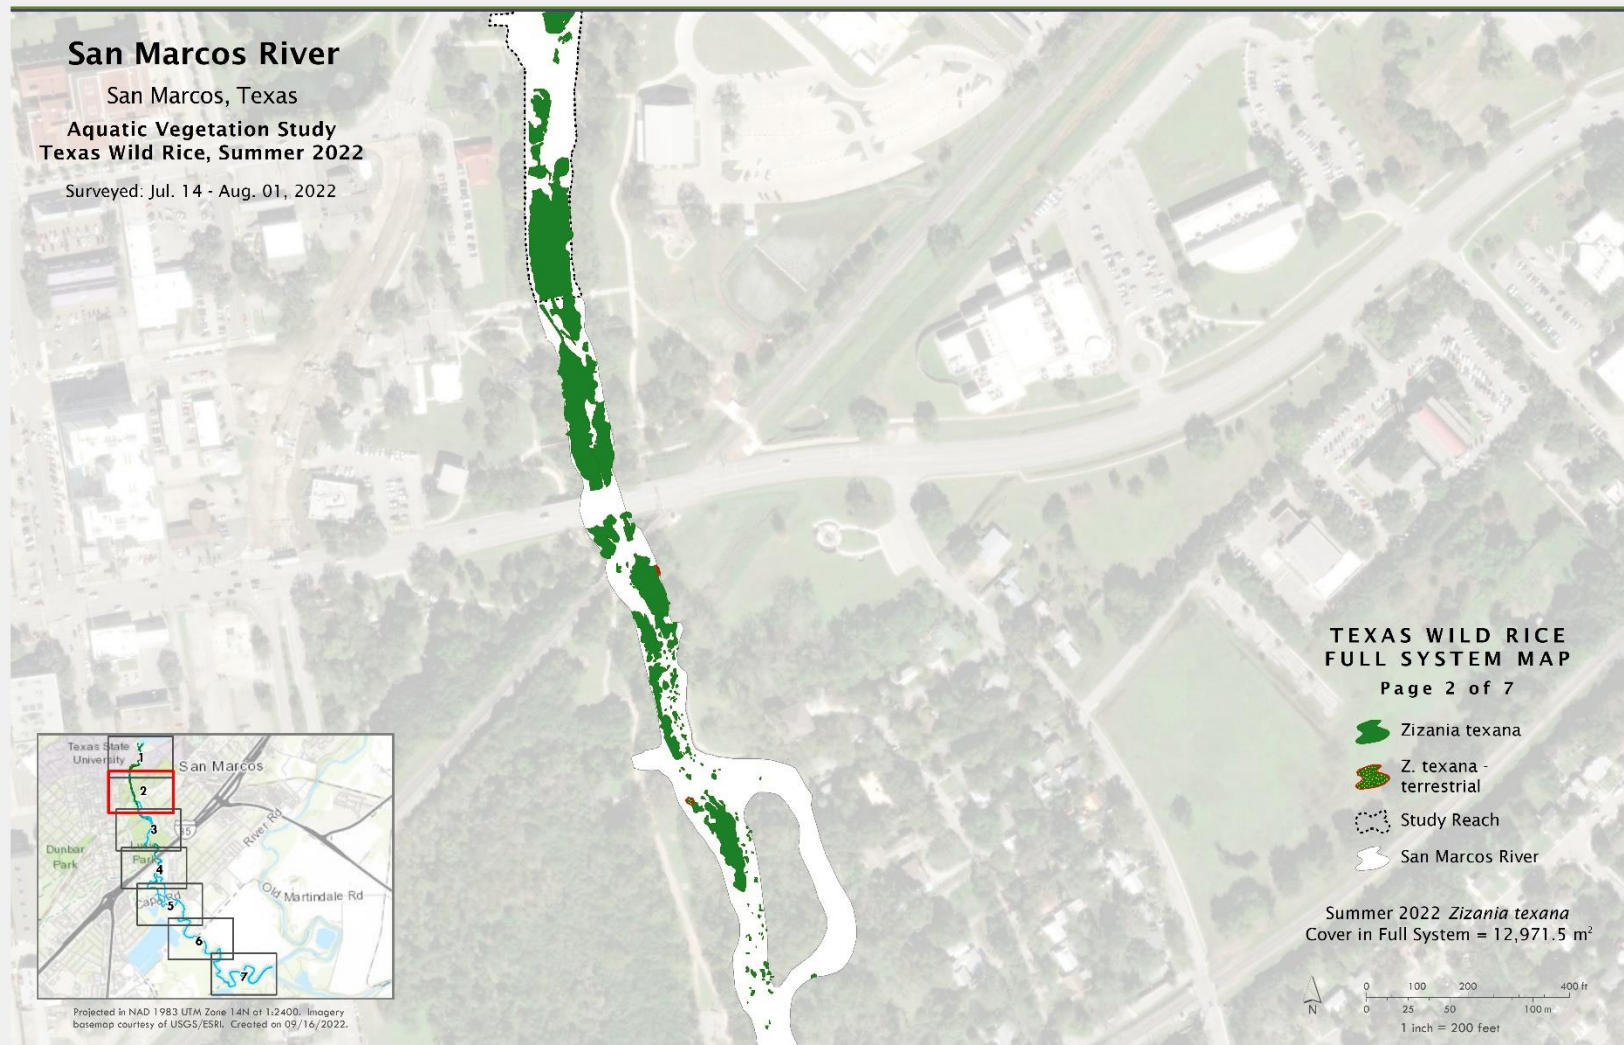 San Marcos River
San Marcos, Texas
Aquatic Vegetation Study
Texas Wild Rice, Summer 2022
Surveyed: Jul. 14 - Aug. 01, 2022
TEXAS WILD RICE
FULL SYSTEM MAP
Page 2 of 7
Zizania texana
Z. texana -
terrestrial
Study Reach
San Marcos River
Summer 2022 Zizania texana
Cover in Full System = 12,971.5 m²
N
0 100 200 400 ft
0 25 50 100 m
1 inch = 200 feet
Texas State
University
San Marcos
1
2
3
4
5
6
7
Dunbar
Park
Park
River Rd
Old Martindale Rd
Projected in NAD 1983 UTM Zone 14N at 1:2400. Imagery
basemap courtesy of USGS/ESRI. Created on 09/16/2022.